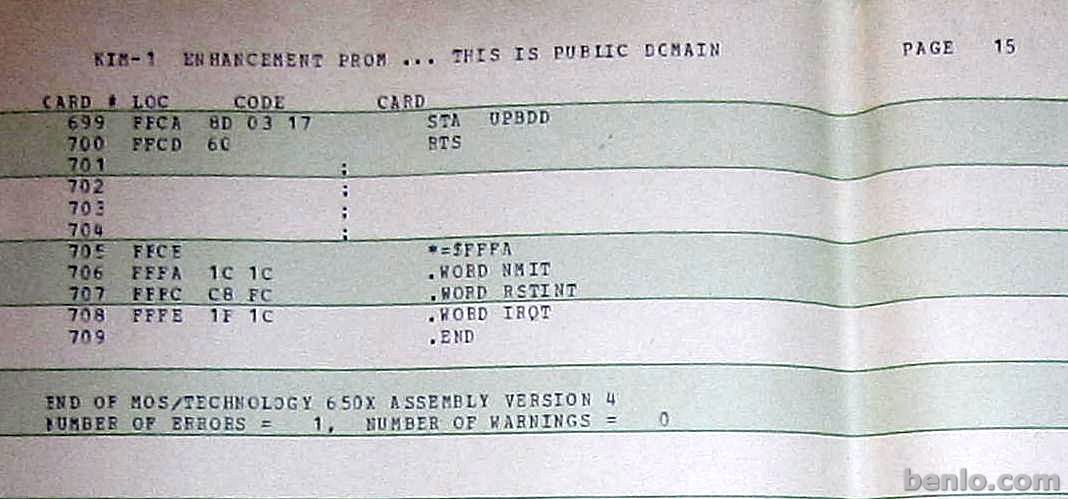 KIM-1 ENHANCEMENT PROM ... THIS IS PUBLIC DOMAIN PAGE 15
CARD # LOC CODE CARD
699 FFCA 8D 03 17 STA UPBDD
700 FFCD 60 RTS
701 ;
702 ;
703 ;
704 ;
705 FFCE *=$FFFA
706 FFFA 1C 1C .WORD NMIT
707 FFFC C8 FC .WORD RSTINT
708 FFFE 1F 1C .WORD IRQT
709 .END
END OF MOS/TECHNOLOGY 650X ASSEMBLY VERSION 4
NUMBER OF ERRORS = 1, NUMBER OF WARNINGS = 0
benlo.com